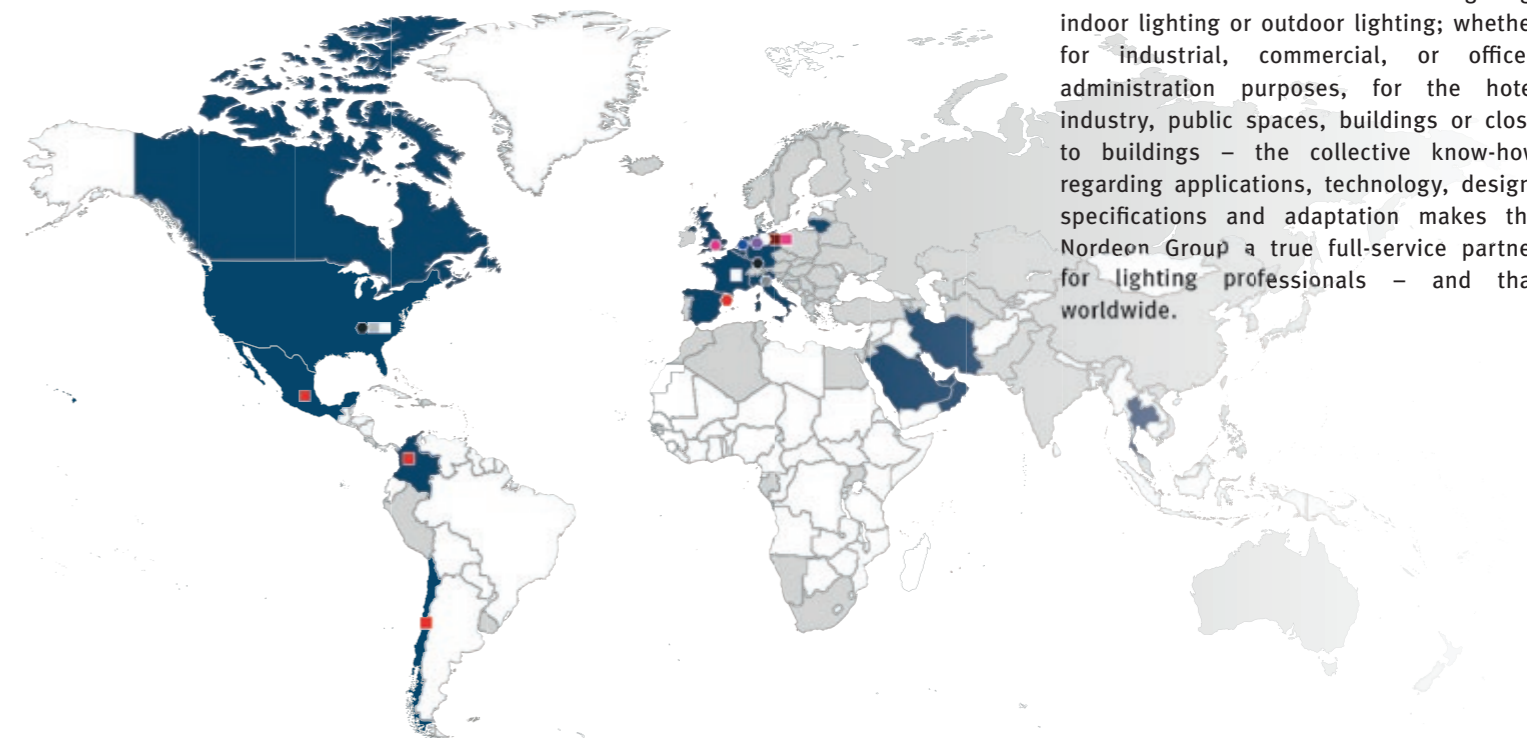 indoor lighting or outdoor lighting; whethe
for industrial, commercial, or office
administration purposes, for the hote
industry, public spaces, buildings or clos
to buildings – the collective know-how
regarding applications, technology, design
specifications and adaptation makes th
Nordeon Group a true full-service partne
for lighting professionals – and tha
worldwide.